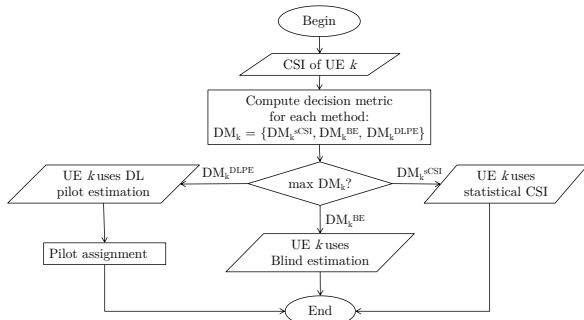 Begin
CSI of UE k
Compute decision metric
for each method:
DMₖ = {DMₖˢᶜˢᴵ, DMₖᴮᴱ, DMₖᴰᴸᴾᴱ}
DMₖᴰᴸᴾᴱ
max DMₖ?
DMₖˢᶜˢᴵ
UE k uses DL
pilot estimation
UE k uses
statistical CSI
DMₖᴮᴱ
Pilot assignment
UE k uses
Blind estimation
End